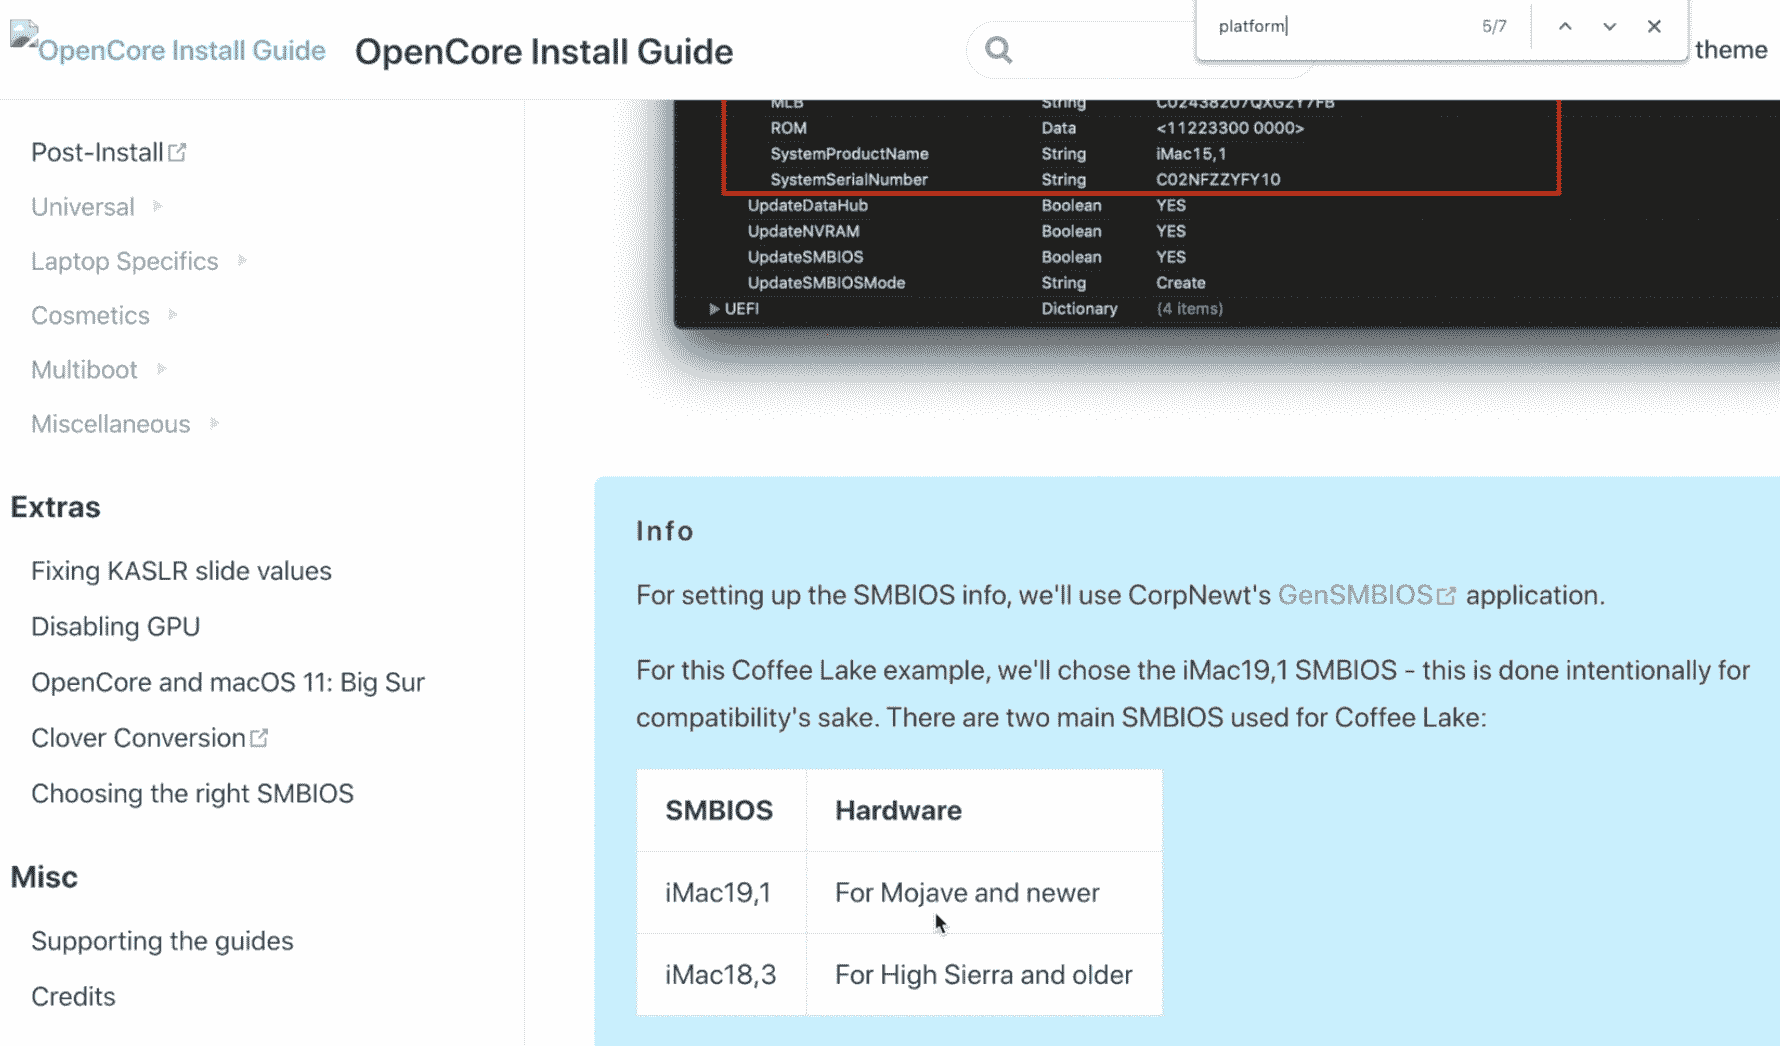 OpenCore Install Guide
OpenCore Install Guide
platform
5/7
theme
Post-Install
Universal
Laptop Specifics
Cosmetics
Multiboot
Miscellaneous
Extras
Fixing KASLR slide values
Disabling GPU
OpenCore and macOS 11: Big Sur
Clover Conversion
Choosing the right SMBIOS
Misc
Supporting the guides
Credits
MLB String C02438207QXG2Y7FB
ROM Data <11223300 0000>
SystemProductName String iMac15,1
SystemSerialNumber String C02NFZZYFY10
UpdateDataHub Boolean YES
UpdateNVRAM Boolean YES
UpdateSMBIOS Boolean YES
UpdateSMBIOSMode String Create
UEFI Dictionary (4 items)
Info
For setting up the SMBIOS info, we'll use CorpNewt's GenSMBIOS application.
For this Coffee Lake example, we'll chose the iMac19,1 SMBIOS - this is done intentionally for
compatibility's sake. There are two main SMBIOS used for Coffee Lake:
SMBIOS Hardware
iMac19,1 For Mojave and newer
iMac18,3 For High Sierra and older